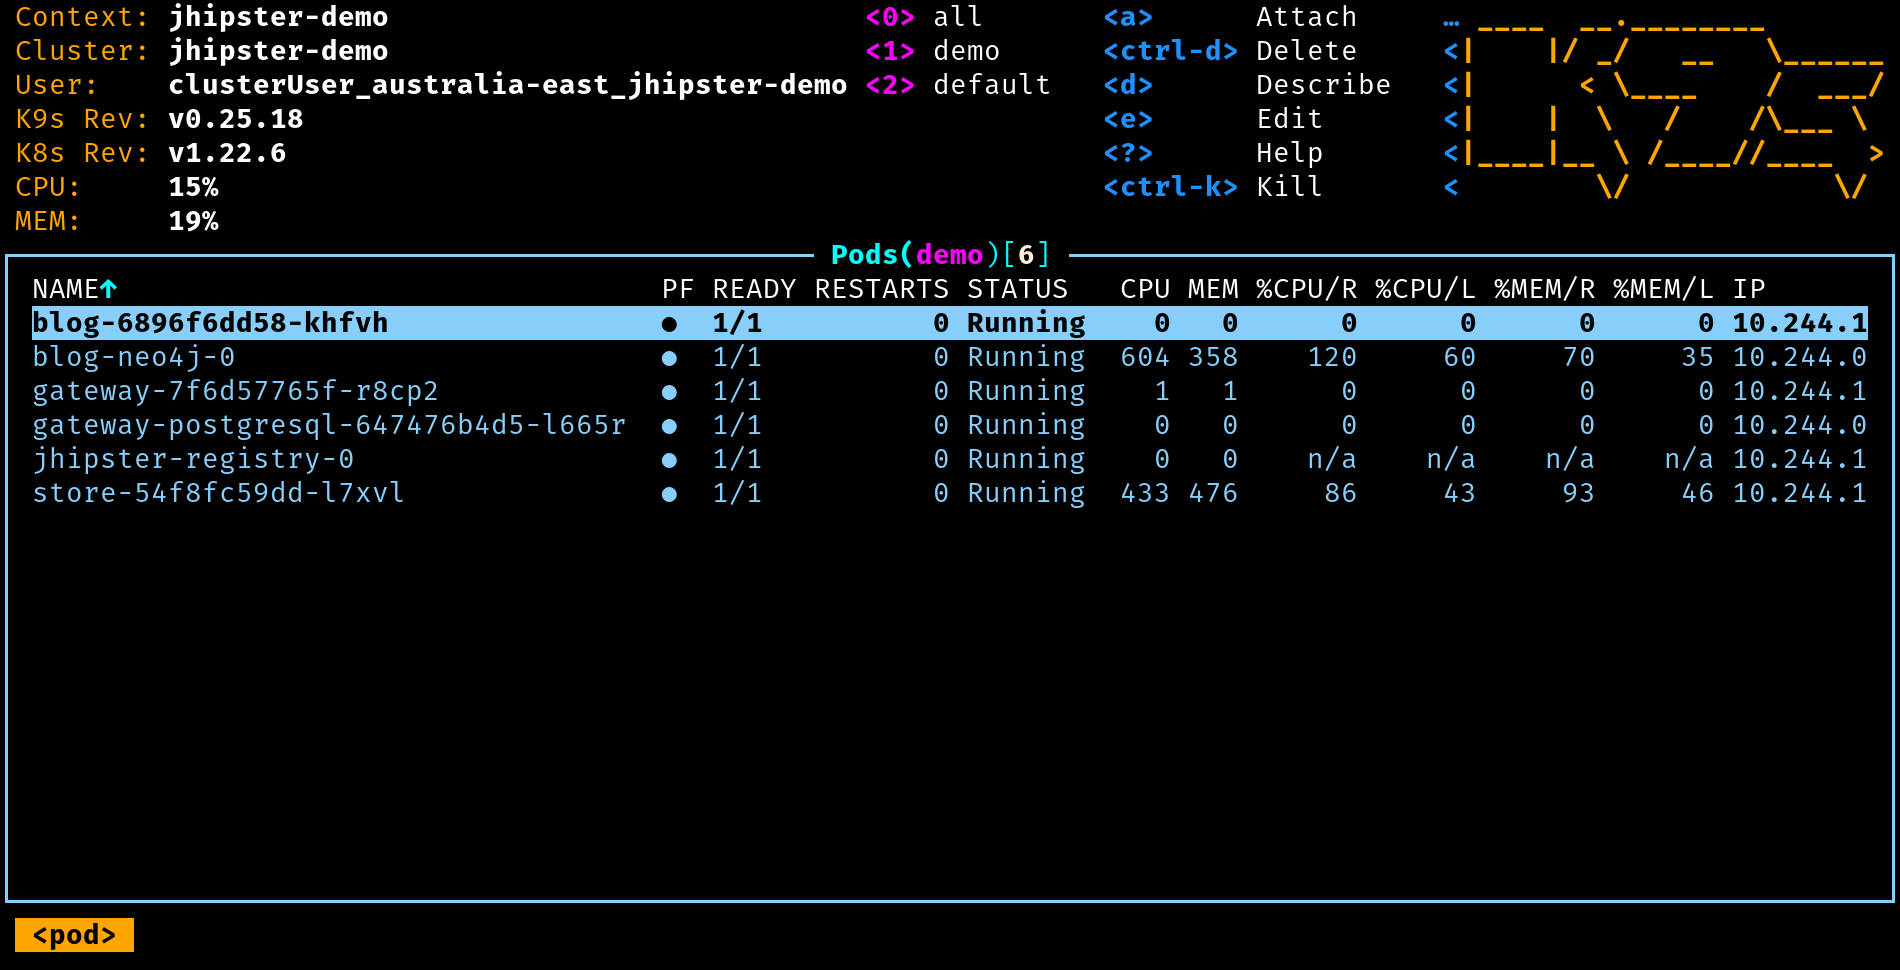 Context: jhipster-demo <0> all <a> Attach …
Cluster: jhipster-demo <1> demo <ctrl-d> Delete <
User: clusterUser_australia-east_jhipster-demo <2> default <d> Describe <
K9s Rev: v0.25.18 <e> Edit <
K8s Rev: v1.22.6 <?> Help <
CPU: 15% <ctrl-k> Kill <
MEM: 19%
Pods(demo)[6]
NAME↑ PF READY RESTARTS STATUS CPU MEM %CPU/R %CPU/L %MEM/R %MEM/L IP
blog-6896f6dd58-khfvh ● 1/1 0 Running 0 0 0 0 0 0 10.244.1
blog-neo4j-0 ● 1/1 0 Running 604 358 120 60 70 35 10.244.0
gateway-7f6d57765f-r8cp2 ● 1/1 0 Running 1 1 0 0 0 0 10.244.1
gateway-postgresql-647476b4d5-l665r ● 1/1 0 Running 0 0 0 0 0 0 10.244.0
jhipster-registry-0 ● 1/1 0 Running 0 0 n/a n/a n/a n/a 10.244.1
store-54f8fc59dd-l7xvl ● 1/1 0 Running 433 476 86 43 93 46 10.244.1
<pod>